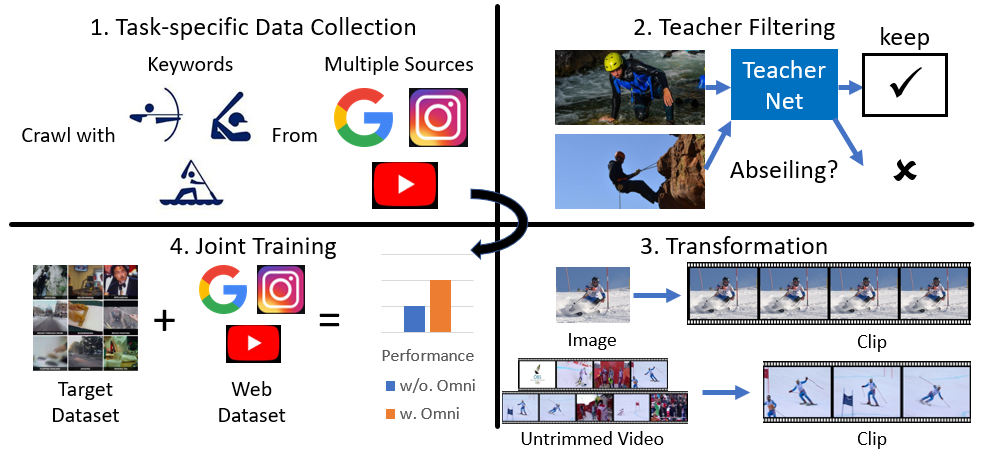 1. Task-specific Data Collection
Keywords
Multiple Sources
Crawl with
From
2. Teacher Filtering
keep
Teacher
Net
Abseiling?
3. Transformation
Image
Clip
Untrimmed Video
Clip
4. Joint Training
+
=
Target
Dataset
Web
Dataset
Performance
w/o. Omni
w. Omni